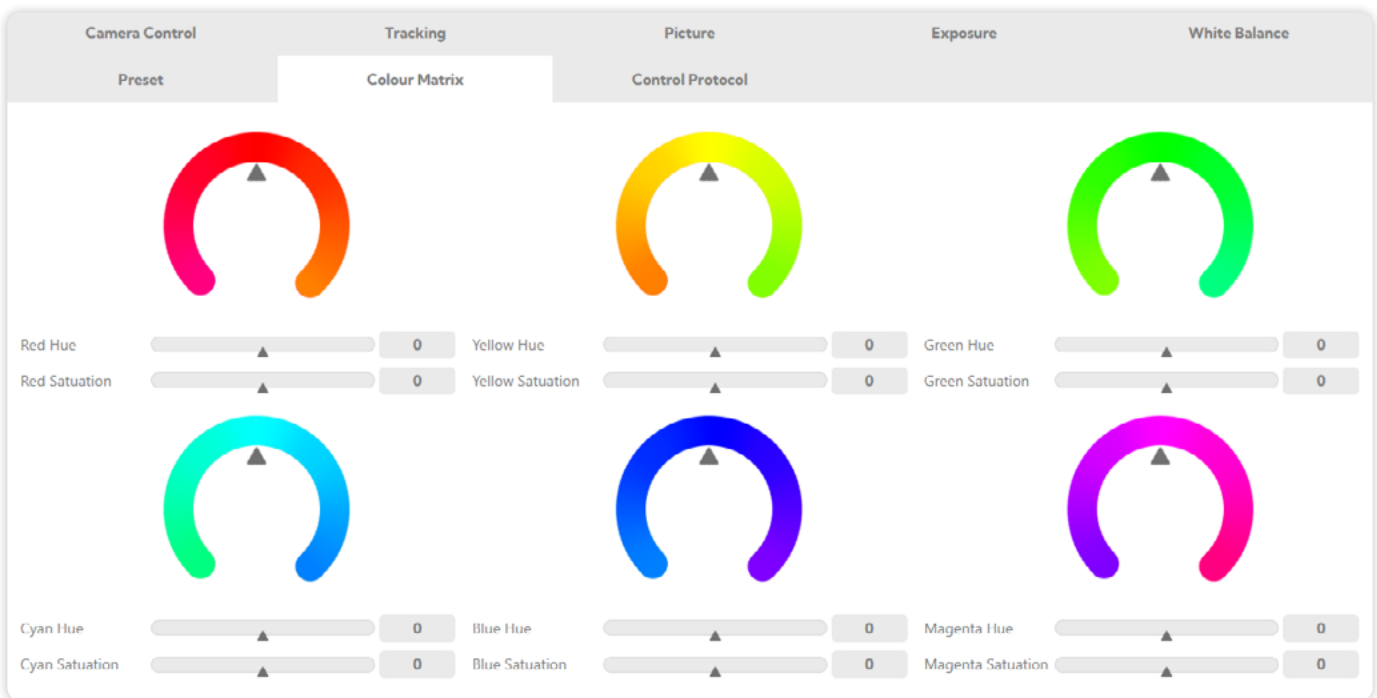 Camera Control Tracking Picture Exposure White Balance
Preset Colour Matrix Control Protocol
Red Hue 0 Yellow Hue 0 Green Hue 0
Red Satuation 0 Yellow Satuation 0 Green Satuation 0
Cyan Hue 0 Blue Hue 0 Magenta Hue 0
Cyan Satuation 0 Blue Satuation 0 Magenta Satuation 0